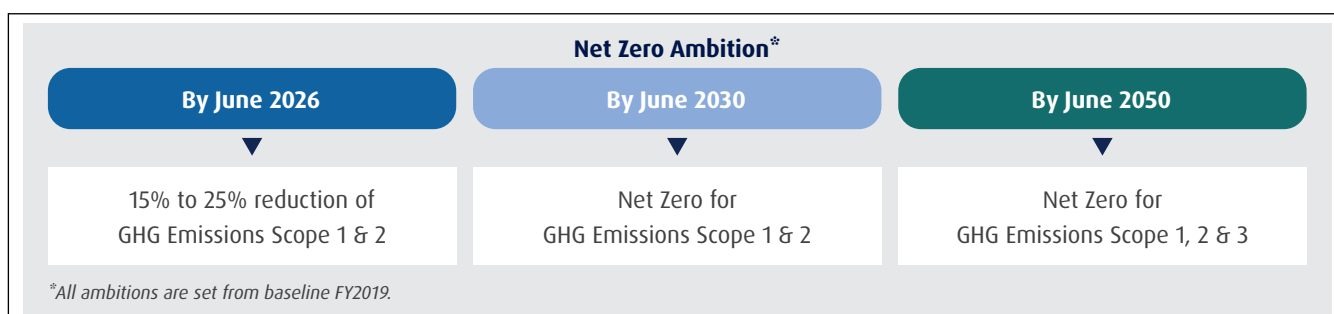 Net Zero Ambition*
By June 2026
By June 2030
By June 2050
15% to 25% reduction of
GHG Emissions Scope 1 & 2
Net Zero for
GHG Emissions Scope 1 & 2
Net Zero for
GHG Emissions Scope 1, 2 & 3
*All ambitions are set from baseline FY2019.